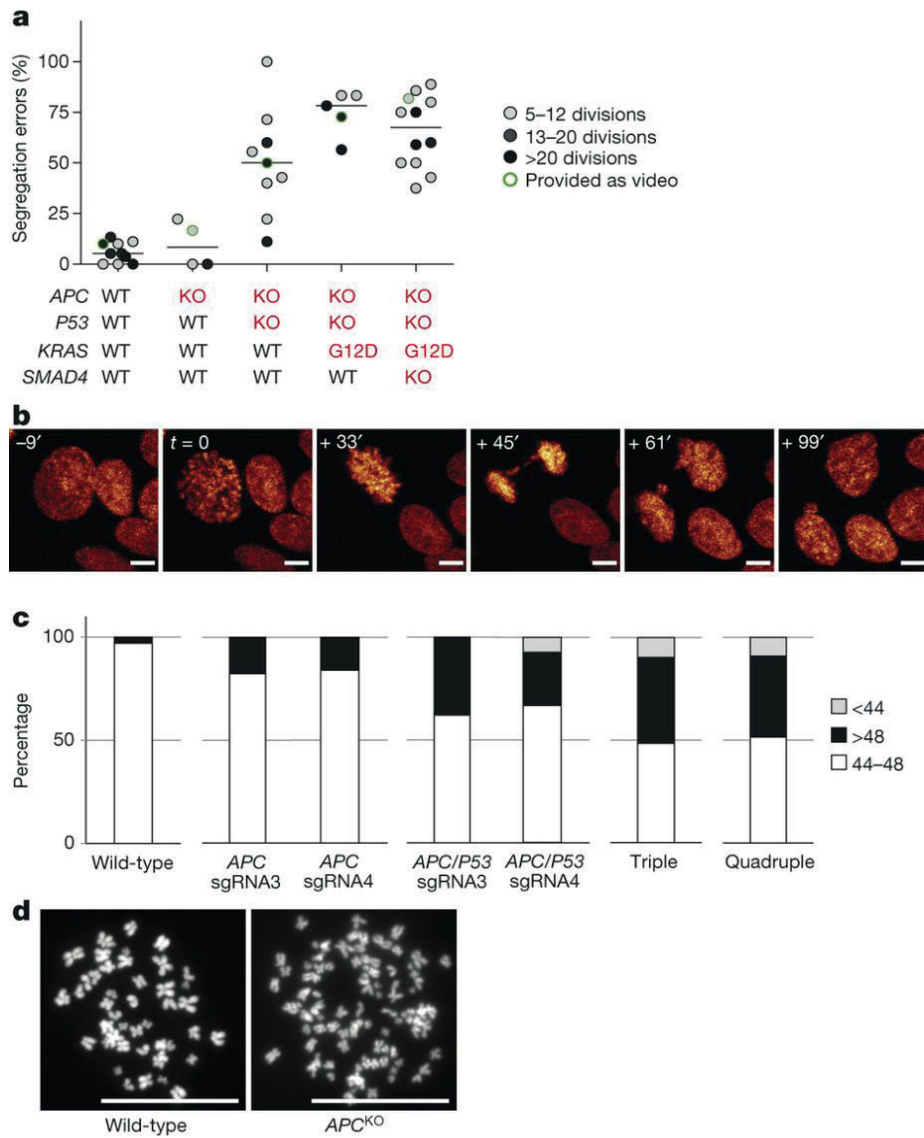 a
Segregation errors (%)
100
75
50
25
0
5–12 divisions
13–20 divisions
>20 divisions
Provided as video
APC WT KO KO KO KO
P53 WT WT KO KO KO
KRAS WT WT WT G12D G12D
SMAD4 WT WT WT WT KO
b
–9′ t = 0 + 33′ + 45′ + 61′ + 99′
c
Percentage
100
50
0
<44
>48
44–48
Wild-type APC sgRNA3 APC sgRNA4 APC/P53 sgRNA3 APC/P53 sgRNA4 Triple Quadruple
d
Wild-type APCᴷᴼ